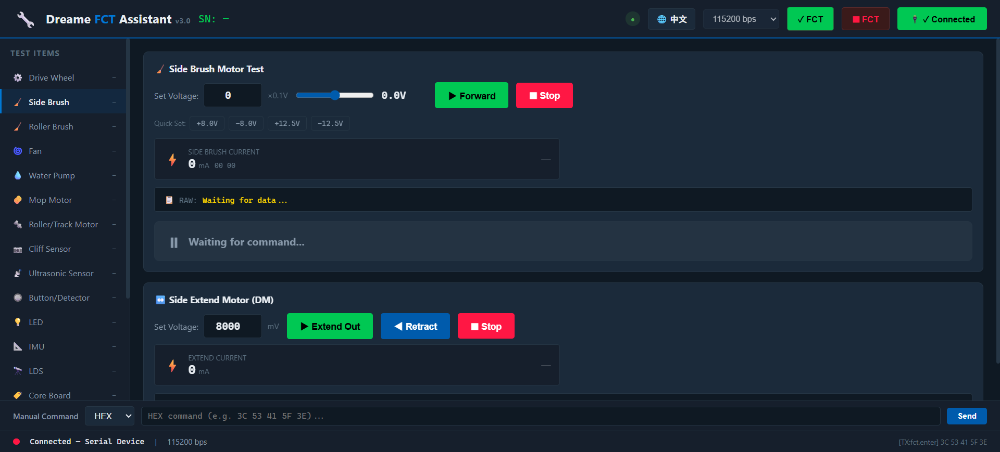 Dreame FCT Assistant v3.0 SN: –
中文
115200 bps
✓ FCT
FCT
✓ Connected
TEST ITEMS
Drive Wheel –
Side Brush –
Roller Brush –
Fan –
Water Pump –
Mop Motor –
Roller/Track Motor –
Cliff Sensor –
Ultrasonic Sensor –
Button/Detector –
LED –
IMU –
LDS –
Core Board –
Side Brush Motor Test
Set Voltage: 0 ×0.1V 0.0V
▶ Forward
■ Stop
Quick Set: +8.0V −8.0V +12.5V −12.5V
SIDE BRUSH CURRENT
0 mA 00 00 —
RAW: Waiting for data...
Waiting for command...
Side Extend Motor (DM)
Set Voltage: 8000 mV
▶ Extend Out
◀ Retract
■ Stop
EXTEND CURRENT
0 mA —
Manual Command HEX HEX command (e.g. 3C 53 41 5F 3E)... Send
Connected — Serial Device | 115200 bps
[TX:fct.enter] 3C 53 41 5F 3E